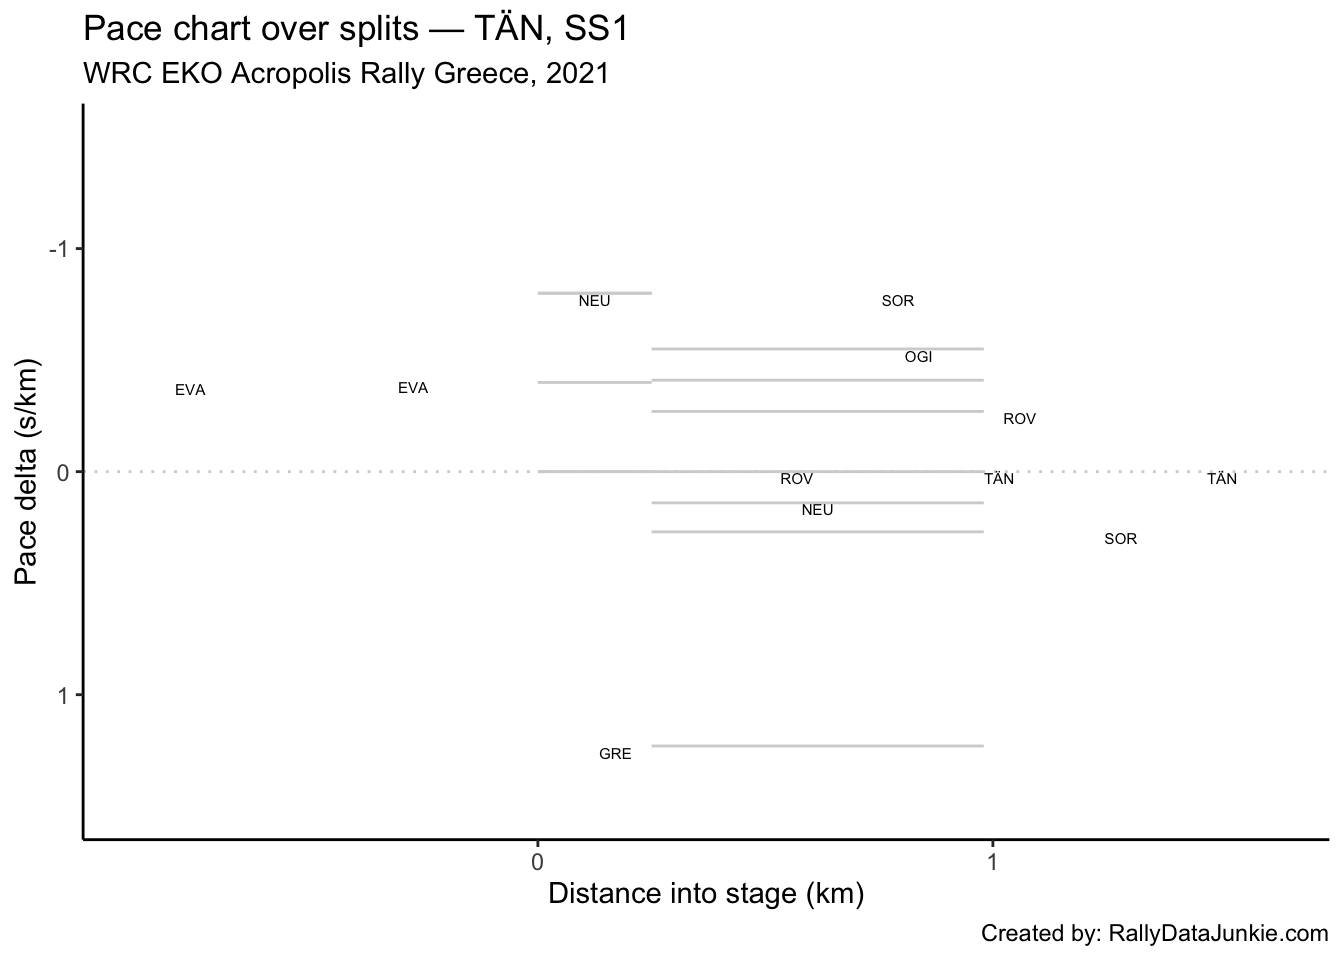 Pace chart over splits — TÄN, SS1
WRC EKO Acropolis Rally Greece, 2021
Pace delta (s/km)
-1
0
1
NEU
SOR
OGI
EVA
EVA
ROV
ROV
TÄN
TÄN
NEU
SOR
GRE
0
1
Distance into stage (km)
Created by: RallyDataJunkie.com